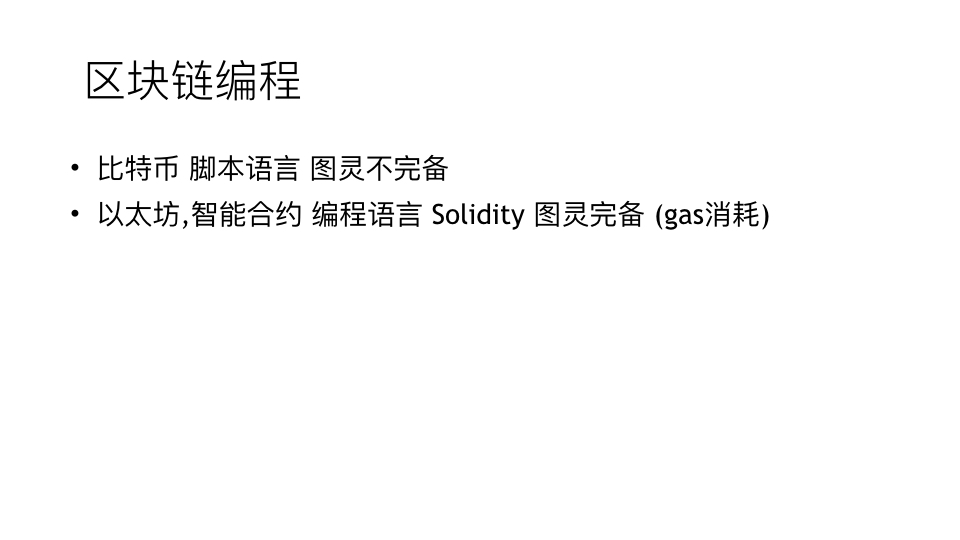 区块链编程
• 比特币 脚本语言 图灵不完备
• 以太坊,智能合约 编程语言 Solidity 图灵完备 (gas消耗)